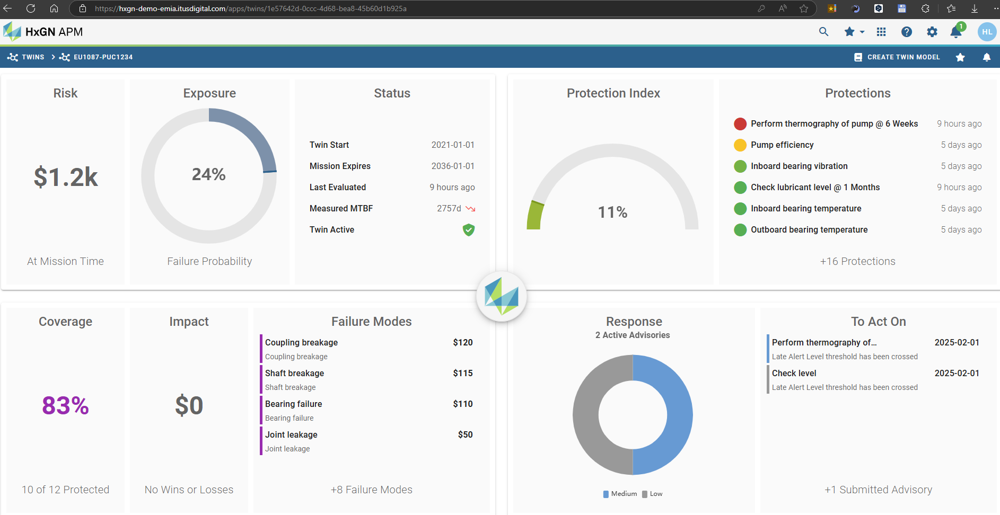 https://hxgn-demo-emia.itusdigital.com/apps/twins/1e57642d-0ccc-4d68-bea8-45b60d1b925a
HxGN APM
1
HL
TWINS > EU1087-PUC1234
CREATE TWIN MODEL
Risk
$1.2k
At Mission Time
Exposure
24%
Failure Probability
Status
Twin Start 2021-01-01
Mission Expires 2036-01-01
Last Evaluated 9 hours ago
Measured MTBF 2757d
Twin Active
Protection Index
11%
Protections
Perform thermography of pump @ 6 Weeks 9 hours ago
Pump efficiency 5 days ago
Inboard bearing vibration 5 days ago
Check lubricant level @ 1 Months 9 hours ago
Inboard bearing temperature 5 days ago
Outboard bearing temperature 5 days ago
+16 Protections
Coverage
83%
10 of 12 Protected
Impact
$0
No Wins or Losses
Failure Modes
Coupling breakage $120
Coupling breakage
Shaft breakage $115
Shaft breakage
Bearing failure $110
Bearing failure
Joint leakage $50
Joint leakage
+8 Failure Modes
Response
2 Active Advisories
Medium Low
To Act On
Perform thermography of... 2025-02-01
Late Alert Level threshold has been crossed
Check level 2025-02-01
Late Alert Level threshold has been crossed
+1 Submitted Advisory